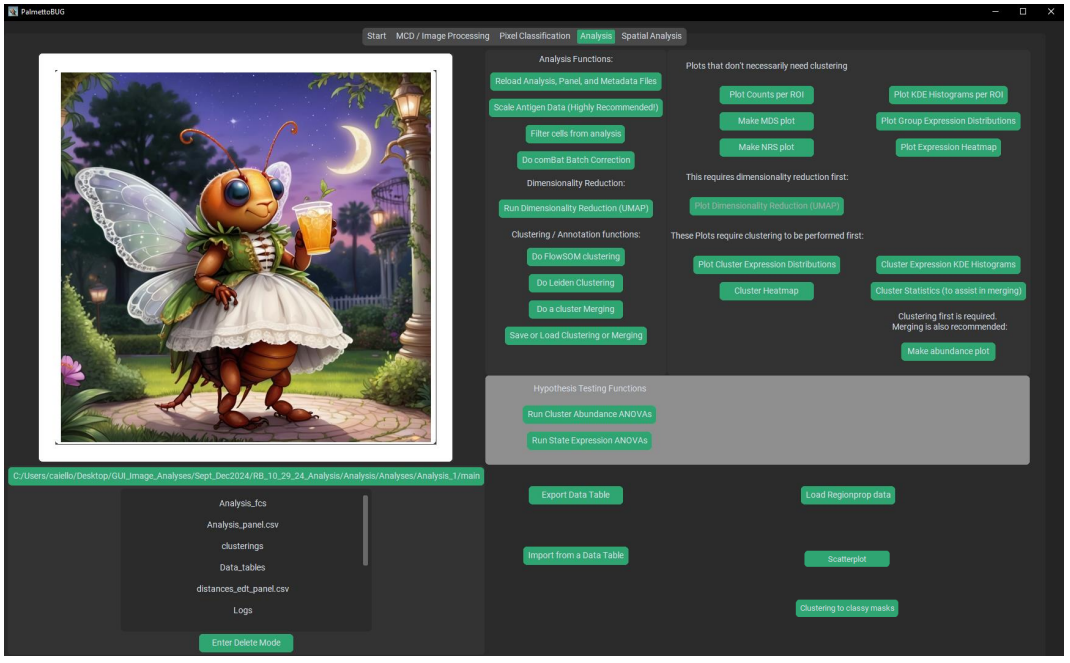 PalmettoBUG
Start MCD / Image Processing Pixel Classification Analysis Spatial Analysis
Analysis Functions:
Reload Analysis, Panel, and Metadata Files
Scale Antigen Data (Highly Recommended!)
Filter cells from analysis
Do comBat Batch Correction
Dimensionality Reduction:
Run Dimensionality Reduction (UMAP)
Clustering / Annotation functions:
Do FlowSOM clustering
Do Leiden Clustering
Do a cluster Merging
Save or Load Clustering or Merging
Plots that don't necessarily need clustering
Plot Counts per ROI
Plot KDE Histograms per ROI
Make MDS plot
Plot Group Expression Distributions
Make NRS plot
Plot Expression Heatmap
This requires dimensionality reduction first:
Plot Dimensionality Reduction (UMAP)
These Plots require clustering to be performed first:
Plot Cluster Expression Distributions
Cluster Expression KDE Histograms
Cluster Heatmap
Cluster Statistics (to assist in merging)
Clustering first is required.
Merging is also recommended:
Make abundance plot
Hypothesis Testing Functions
Run Cluster Abundance ANOVAs
Run State Expression ANOVAs
C:/Users/caiello/Desktop/GUI_Image_Analyses/Sept_Dec2024/RB_10_29_24_Analysis/Analysis/Analyses/Analysis_1/main
Analysis_fcs
Analysis_panel.csv
clusterings
Data_tables
distances_edt_panel.csv
Logs
Enter Delete Mode
Export Data Table
Load Regionprop data
Import from a Data Table
Scatterplot
Clustering to classy masks